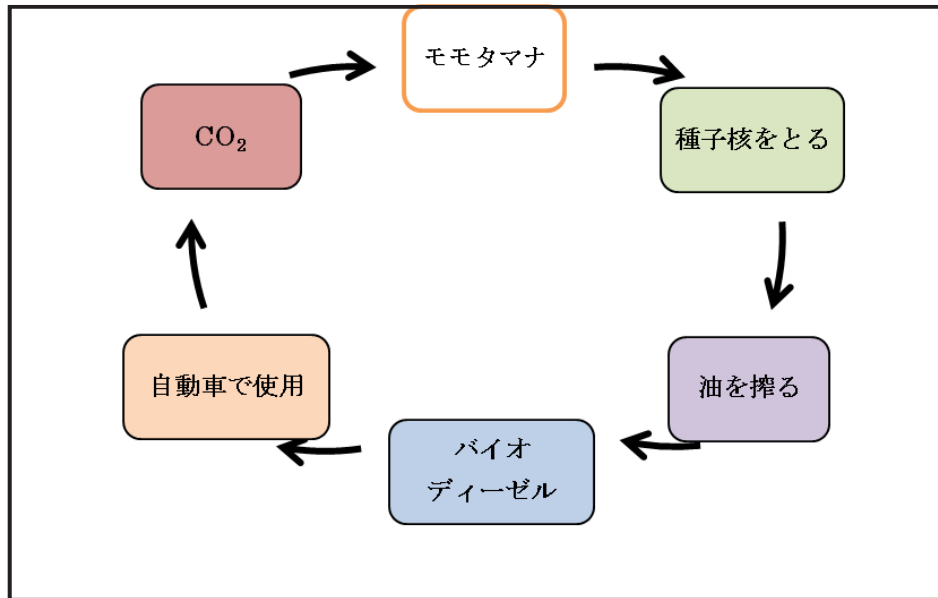 モモタマナ
種子核をとる
油を搾る
バイオ
ディーゼル
自動車で使用
CO₂